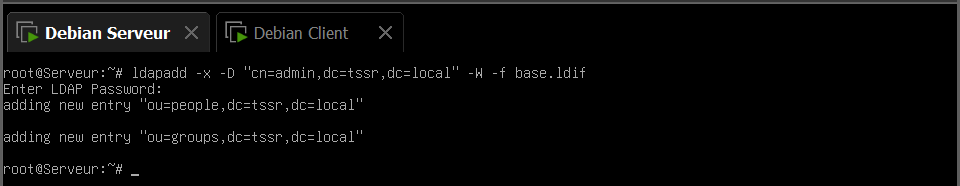 Debian Serveur
Debian Client
root@Serveur:~# ldapadd -x -D "cn=admin,dc=tssr,dc=local" -W -f base.ldif
Enter LDAP Password:
adding new entry "ou=people,dc=tssr,dc=local"
adding new entry "ou=groups,dc=tssr,dc=local"
root@Serveur:~# _